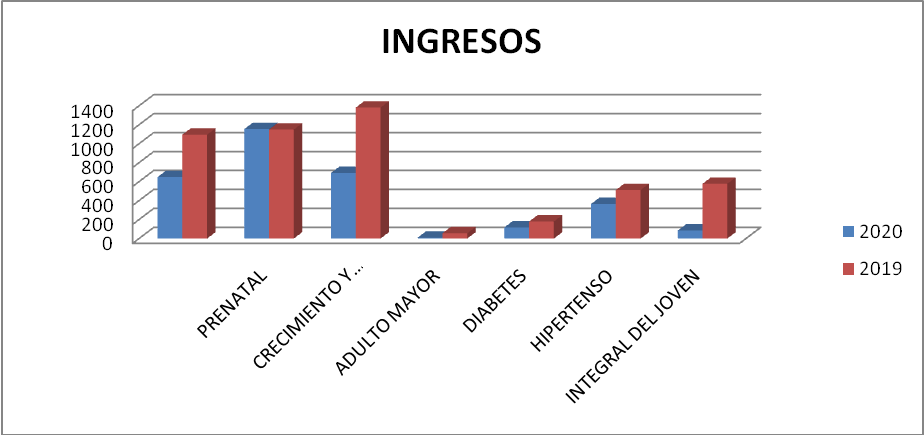 INGRESOS
1400
1200
1000
800
600
400
200
0
PRENATAL
CRECIMIENTO Y...
ADULTO MAYOR
DIABETES
HIPERTENSO
INTEGRAL DEL JOVEN
2020
2019